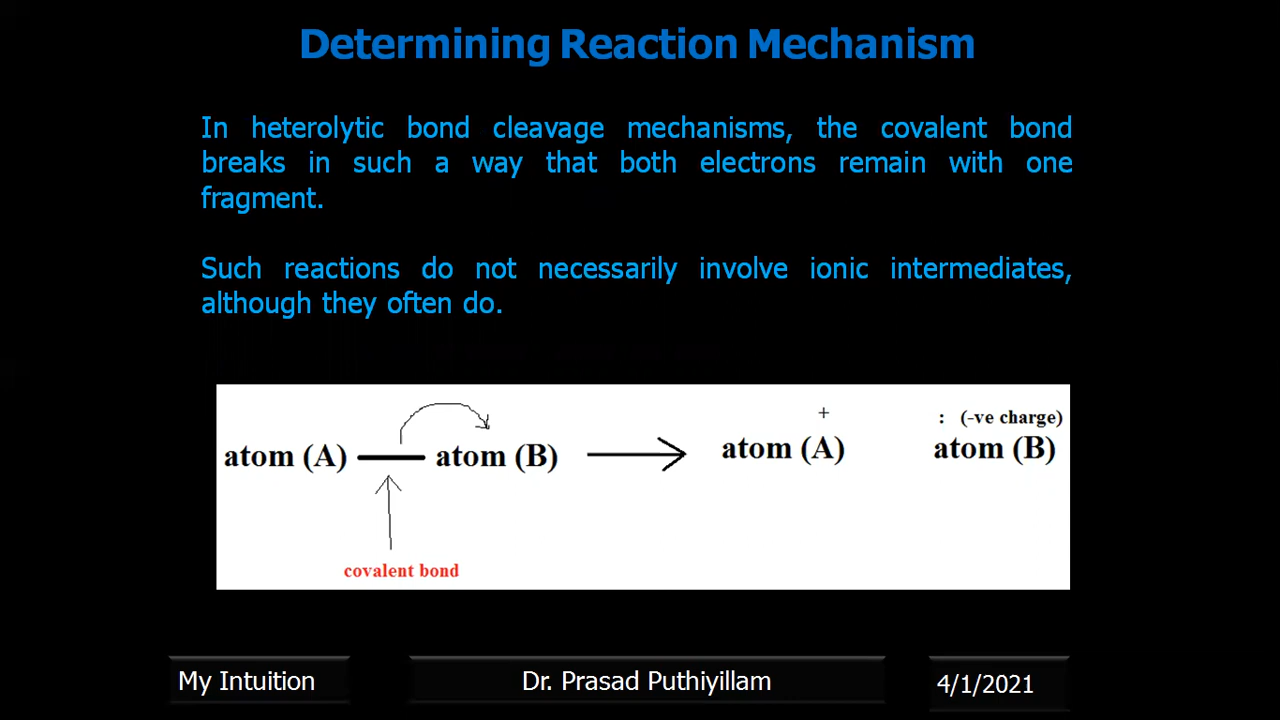 Determining Reaction Mechanism
In heterolytic bond cleavage mechanisms, the covalent bond
breaks in such a way that both electrons remain with one
fragment.
Such reactions do not necessarily involve ionic intermediates,
although they often do.
+ : (-ve charge)
atom (A) atom (B) atom (A) atom (B)
covalent bond
My Intuition Dr. Prasad Puthiyillam 4/1/2021